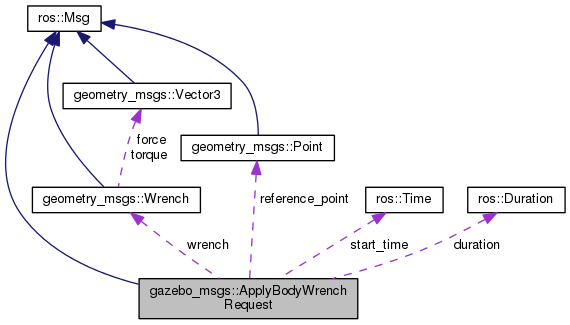 ros::Msg
geometry_msgs::Vector3
force
torque
geometry_msgs::Point
geometry_msgs::Wrench
reference_point
ros::Time
ros::Duration
wrench
start_time
duration
gazebo_msgs::ApplyBodyWrench
Request